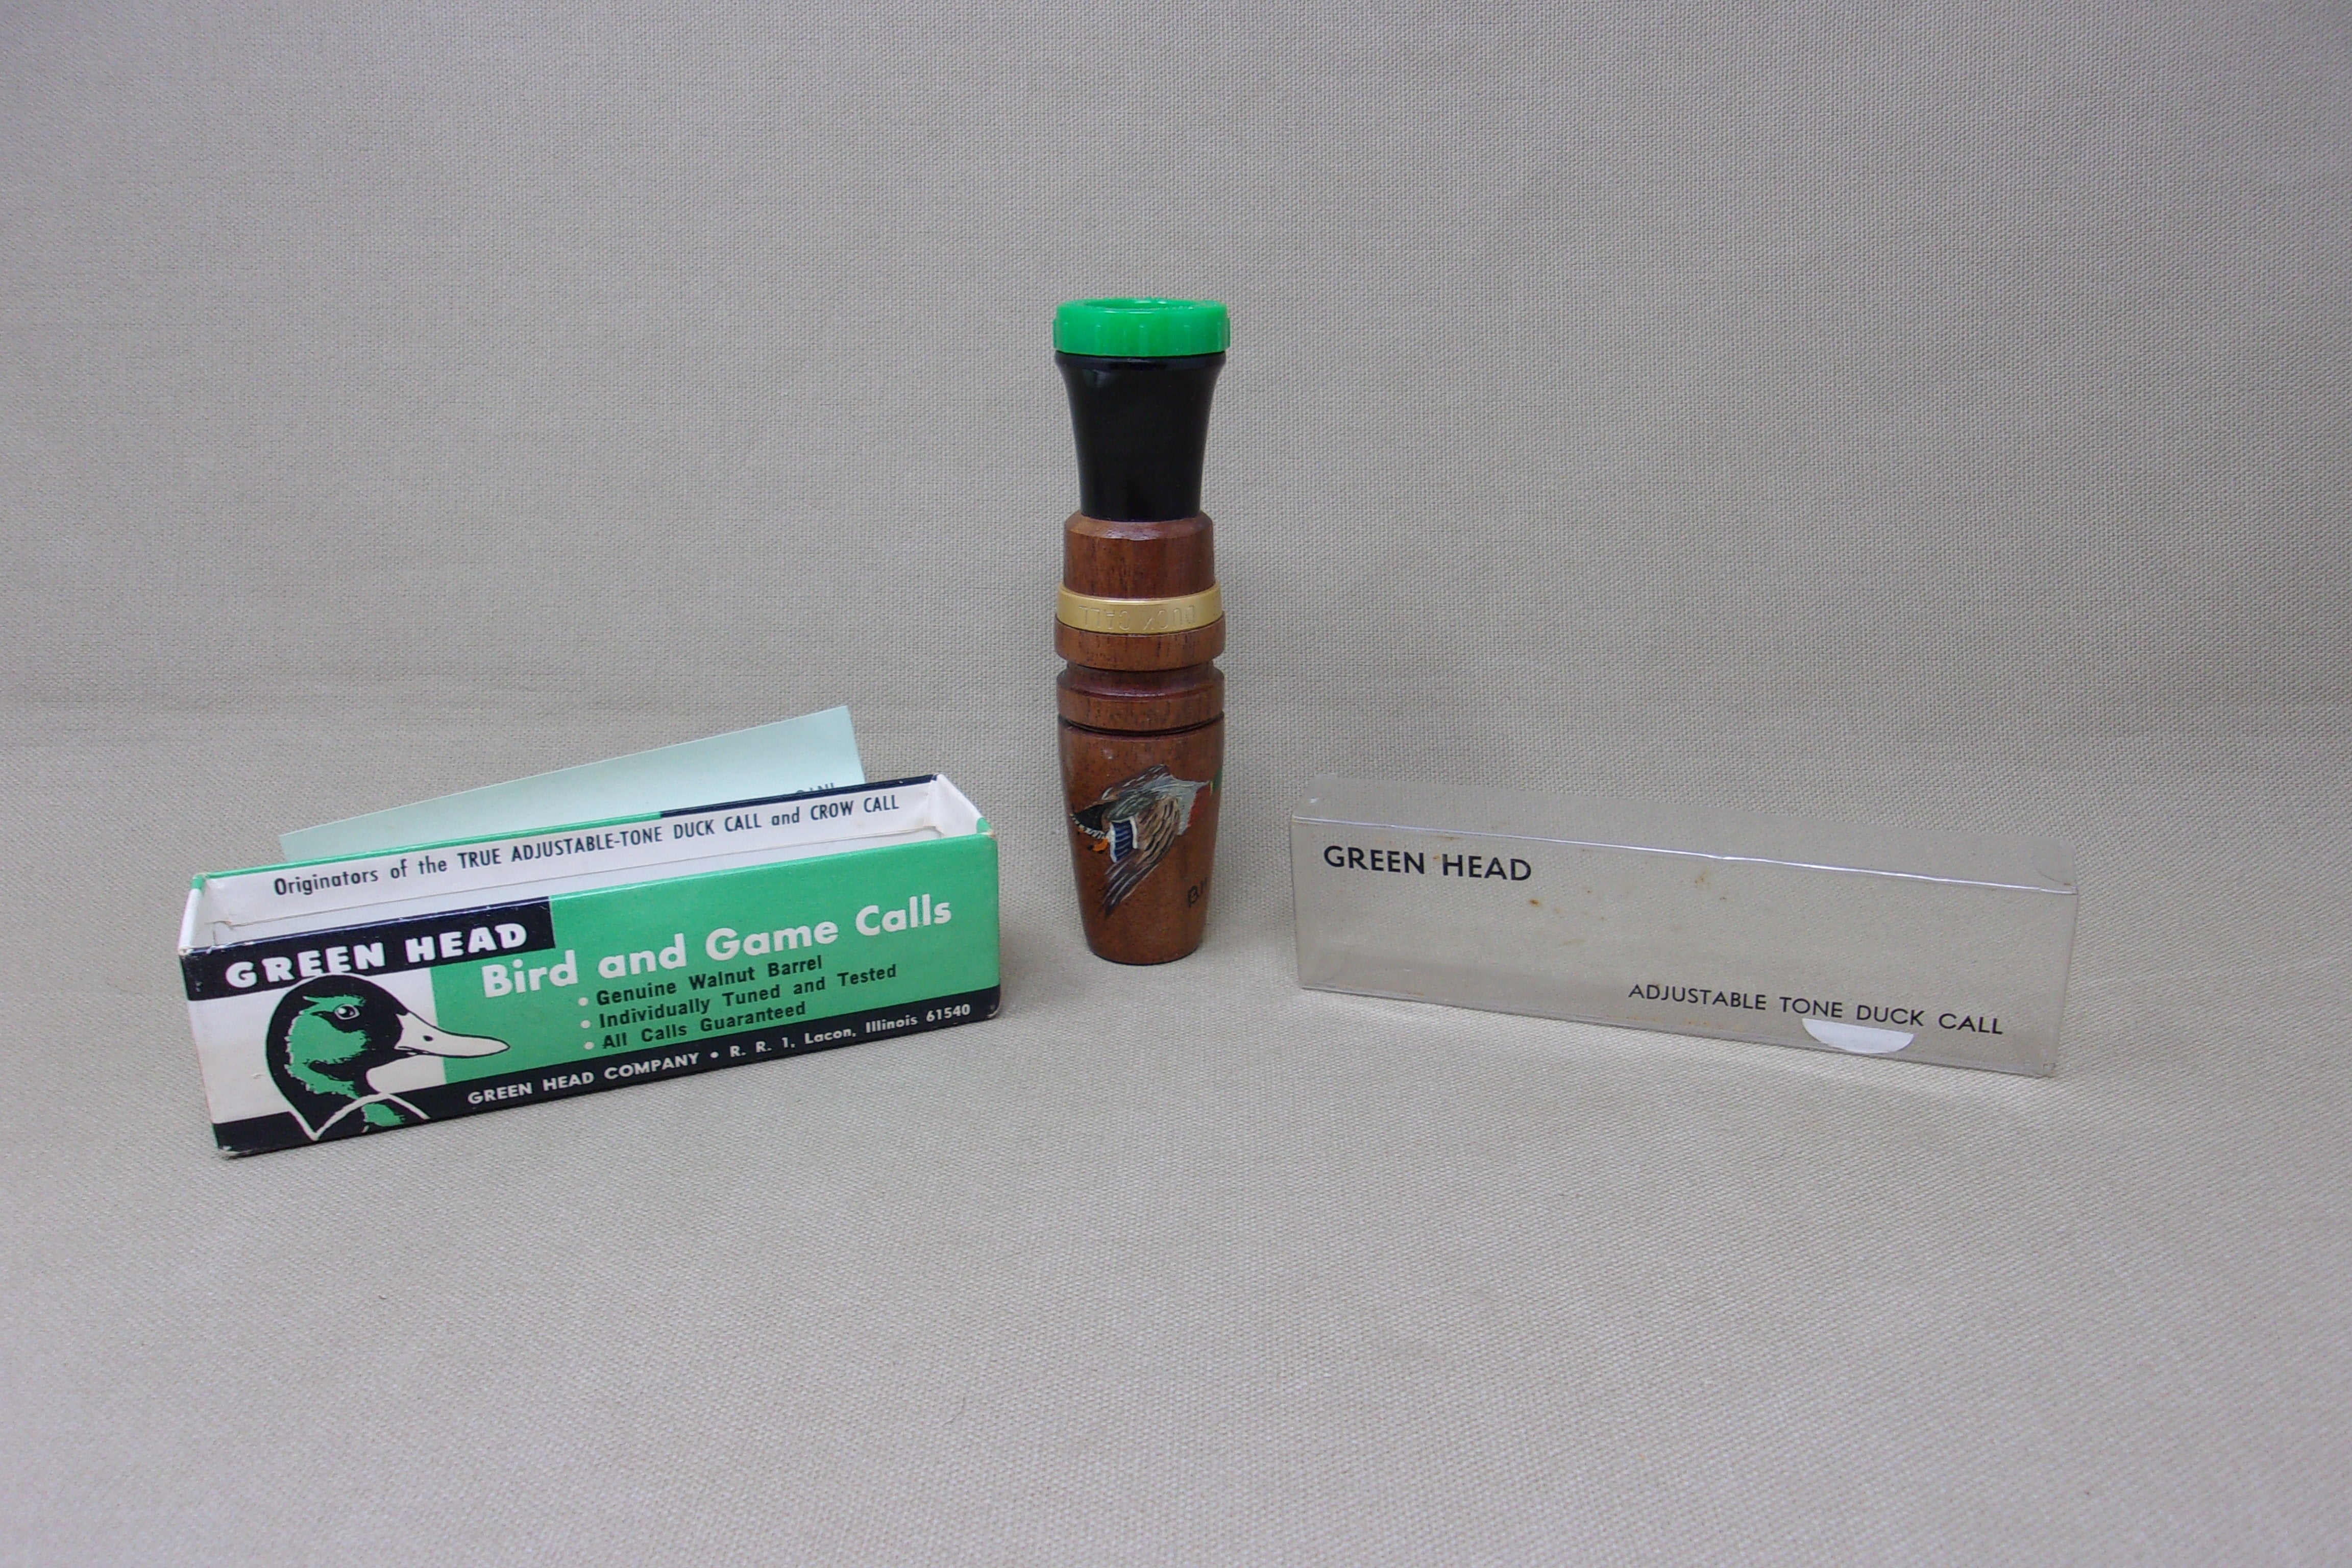 Originators of the TRUE ADJUSTABLE-TONE DUCK CALL and CROW CALL
GREEN HEAD
Bird and Game Calls
• Genuine Walnut Barrel
• Individually Tuned and Tested
• All Calls Guaranteed
GREEN HEAD COMPANY • R. R. 1, Lacon, Illinois 61540
DUCK CALL
GREEN HEAD
ADJUSTABLE TONE DUCK CALL